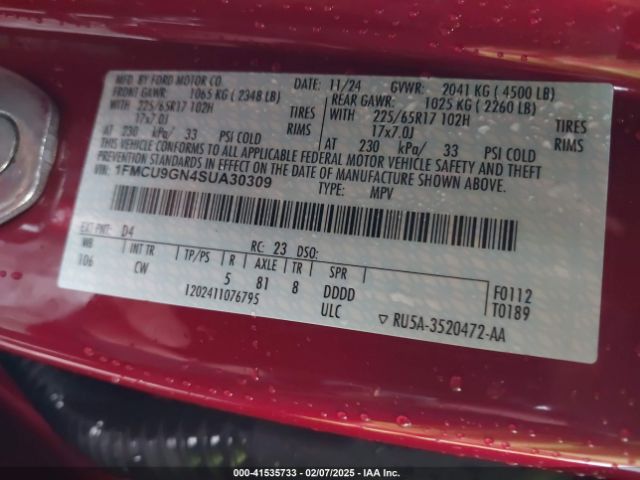 MFD. BY FORD MOTOR CO. DATE: 11/24 GVWR: 2041 KG ( 4500 LB)
FRONT GAWR: 1065 KG ( 2348 LB) REAR GAWR: 1025 KG ( 2260 LB)
WITH 225/65R17 102H TIRES WITH 225/65R17 102H TIRES
17x7.0J RIMS 17x7.0J RIMS
AT 230 kPa/ 33 PSI COLD AT 230 kPa/ 33 PSI COLD
THIS VEHICLE CONFORMS TO ALL APPLICABLE FEDERAL MOTOR VEHICLE SAFETY AND THEFT
PREVENTION STANDARDS IN EFFECT ON THE DATE OF MANUFACTURE SHOWN ABOVE.
VIN: 1FMCU9GN4SUA30309 TYPE: MPV
EXT PNT: D4 RC: 23 DSO:
WB INT TR TP/PS R AXLE TR SPR
106 CW 5 81 8 DDDD F0112
1202411076795 ULC T0189
▽ RU5A-3520472-AA
000-41535733 - 02/07/2025 - IAA Inc.